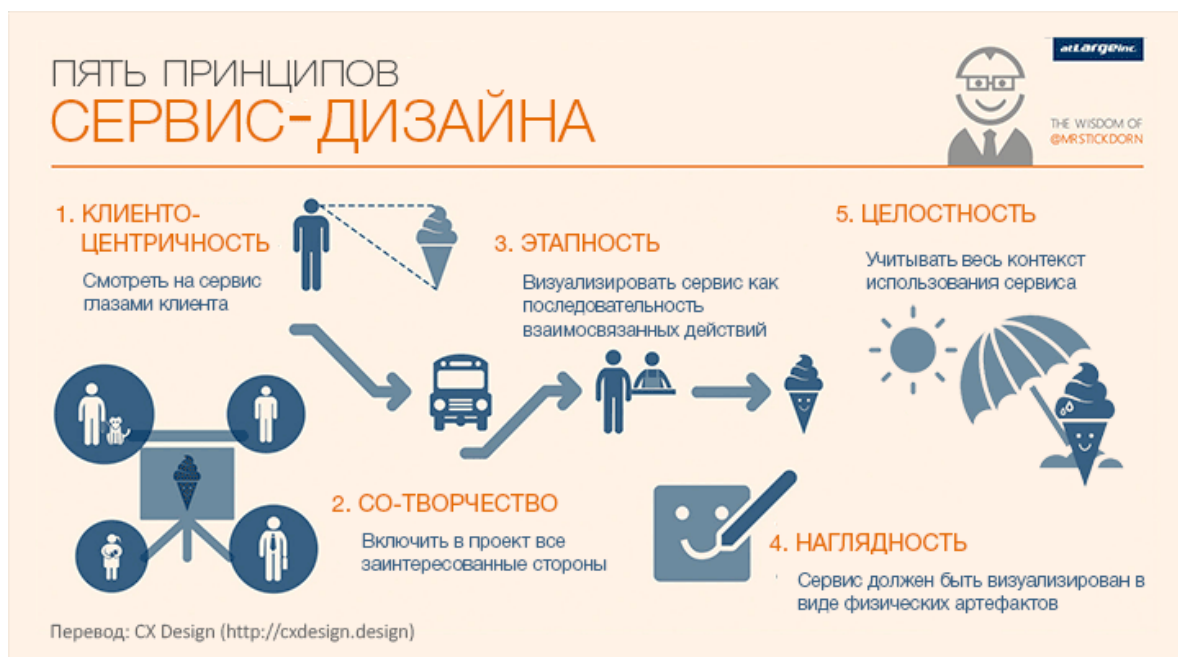 ПЯТЬ ПРИНЦИПОВ
СЕРВИС-ДИЗАЙНА
atLargeinc.
THE WISDOM OF
@MRSTICKDORN
1. КЛИЕНТО-
ЦЕНТРИЧНОСТЬ
Смотреть на сервис
глазами клиента
2. СО-ТВОРЧЕСТВО
Включить в проект все
заинтересованные стороны
3. ЭТАПНОСТЬ
Визуализировать сервис как
последовательность
взаимосвязанных действий
4. НАГЛЯДНОСТЬ
Сервис должен быть визуализирован в
виде физических артефактов
5. ЦЕЛОСТНОСТЬ
Учитывать весь контекст
использования сервиса
Перевод: CX Design (http://cxdesign.design)